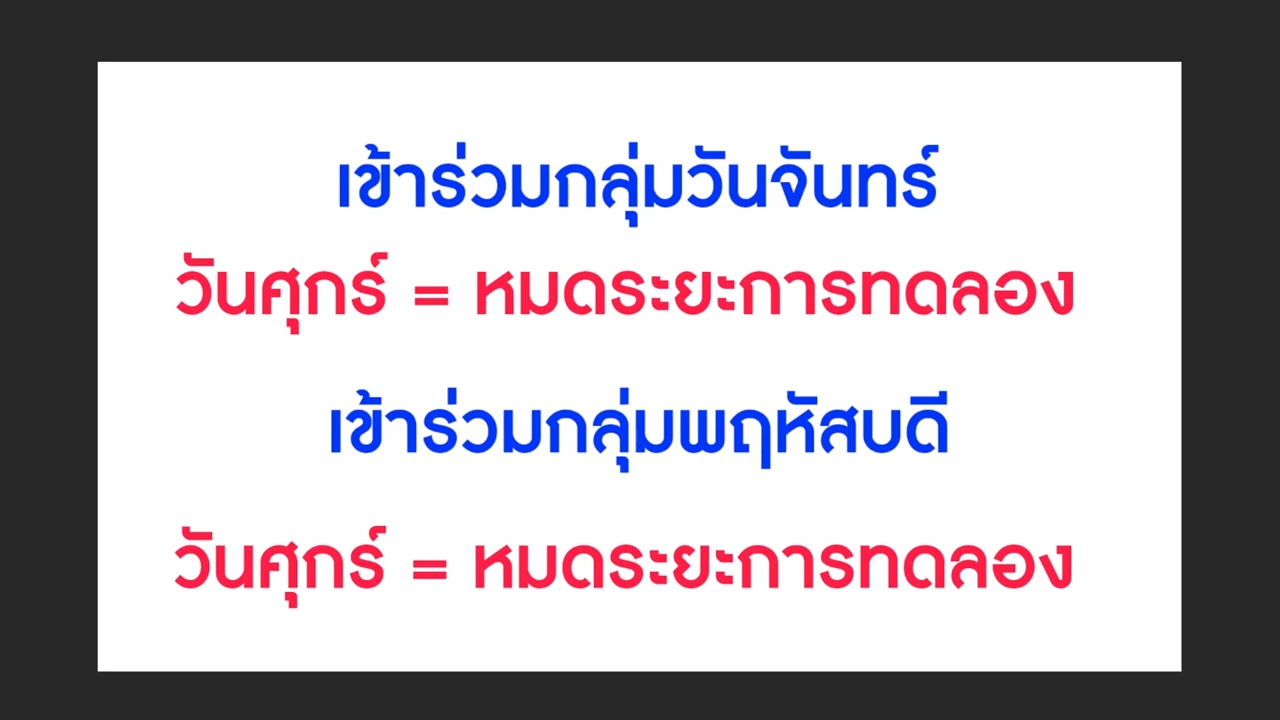 เข้าร่วมกลุ่มวันจันทร์
วันศุกร์ = หมดระยะการทดลอง
เข้าร่วมกลุ่มพฤหัสบดี
วันศุกร์ = หมดระยะการทดลอง